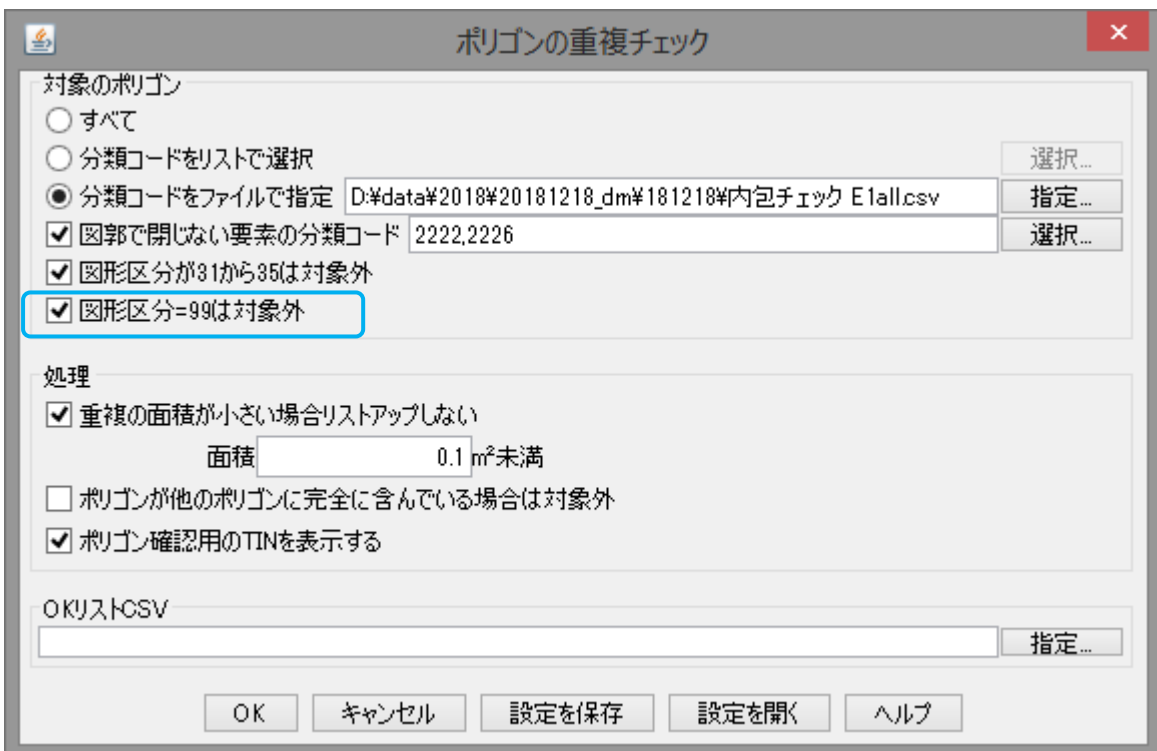 ポリゴンの重複チェック
対象のポリゴン
すべて
分類コードをリストで選択 選択...
分類コードをファイルで指定 D:¥data¥2018¥20181218_dm¥181218¥内包チェック E1all.csv 指定...
図郭で閉じない要素の分類コード 2222,2226 選択...
図形区分が31から35は対象外
図形区分=99は対象外
処理
重複の面積が小さい場合リストアップしない
面積 0.1 m²未満
ポリゴンが他のポリゴンに完全に含んでいる場合は対象外
ポリゴン確認用のTINを表示する
OKリストCSV
指定...
OK キャンセル 設定を保存 設定を開く ヘルプ